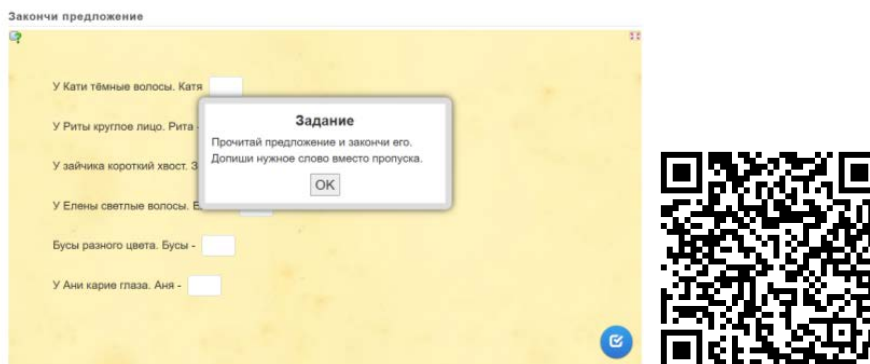 Закончи предложение
У Кати тёмные волосы. Катя
У Риты круглое лицо. Рита -
У зайчика короткий хвост. З
У Елены светлые волосы. Е
Бусы разного цвета. Бусы -
У Ани карие глаза. Аня -
Задание
Прочитай предложение и закончи его.
Допиши нужное слово вместо пропуска.
OK